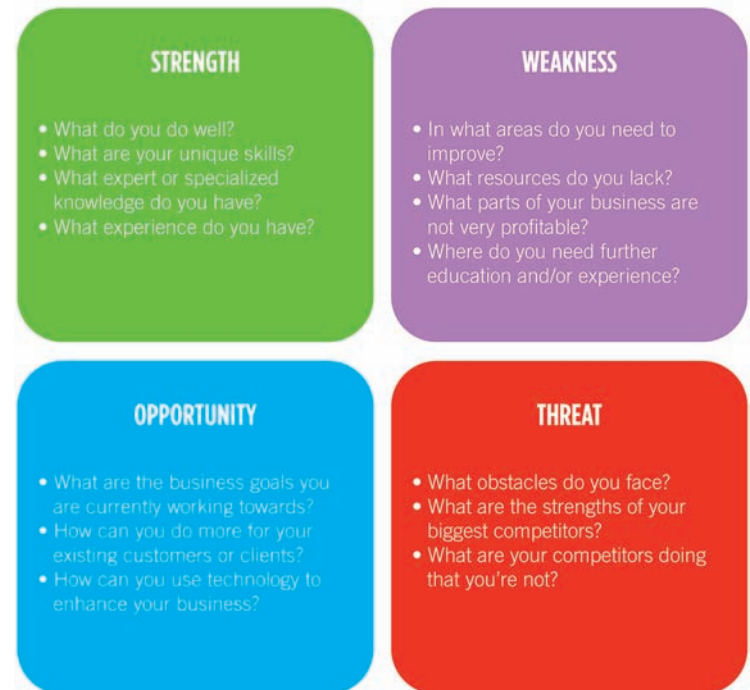 STRENGTH
• What do you do well?
• What are your unique skills?
• What expert or specialized
knowledge do you have?
• What experience do you have?
WEAKNESS
• In what areas do you need to
improve?
• What resources do you lack?
• What parts of your business are
not very profitable?
• Where do you need further
education and/or experience?
OPPORTUNITY
• What are the business goals you
are currently working towards?
• How can you do more for your
existing customers or clients?
• How can you use technology to
enhance your business?
THREAT
• What obstacles do you face?
• What are the strengths of your
biggest competitors?
• What are your competitors doing
that you're not?